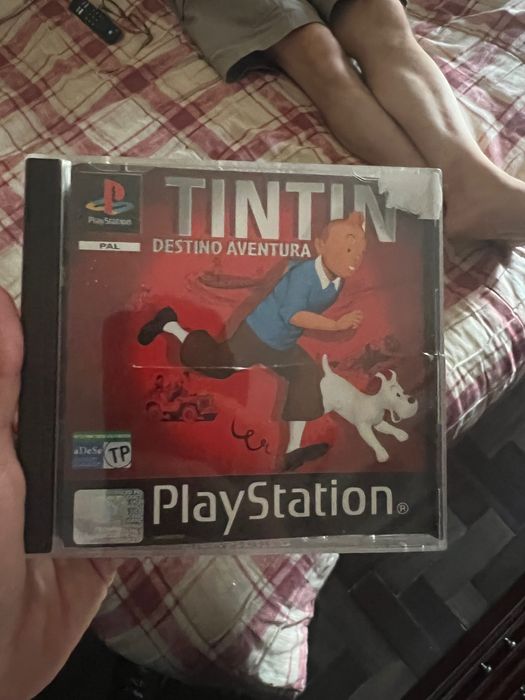 PlayStation
PAL
TINTIN
DESTINO AVENTURA
aDeSe
TP
PlayStation®